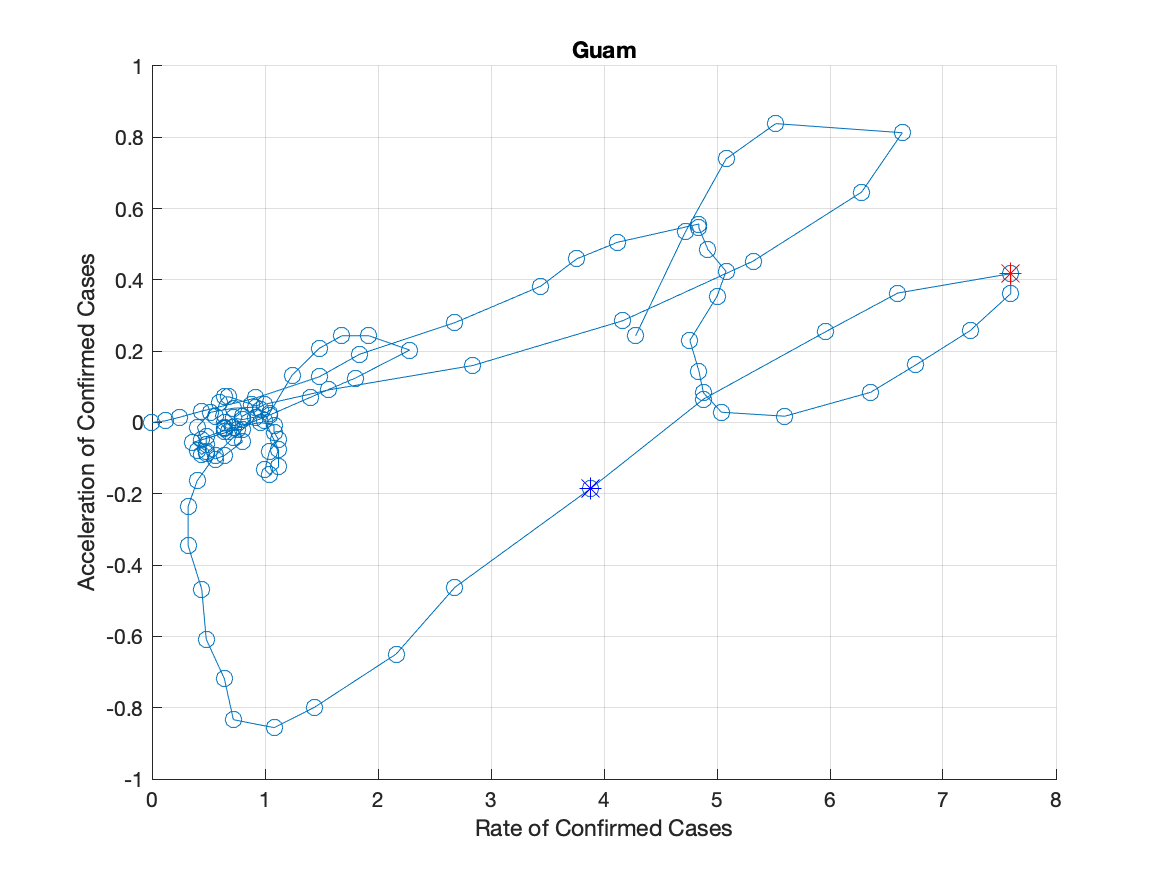 Guam
1
0.8
0.6
0.4
0.2
0
-0.2
-0.4
-0.6
-0.8
-1
Acceleration of Confirmed Cases
0 1 2 3 4 5 6 7 8
Rate of Confirmed Cases